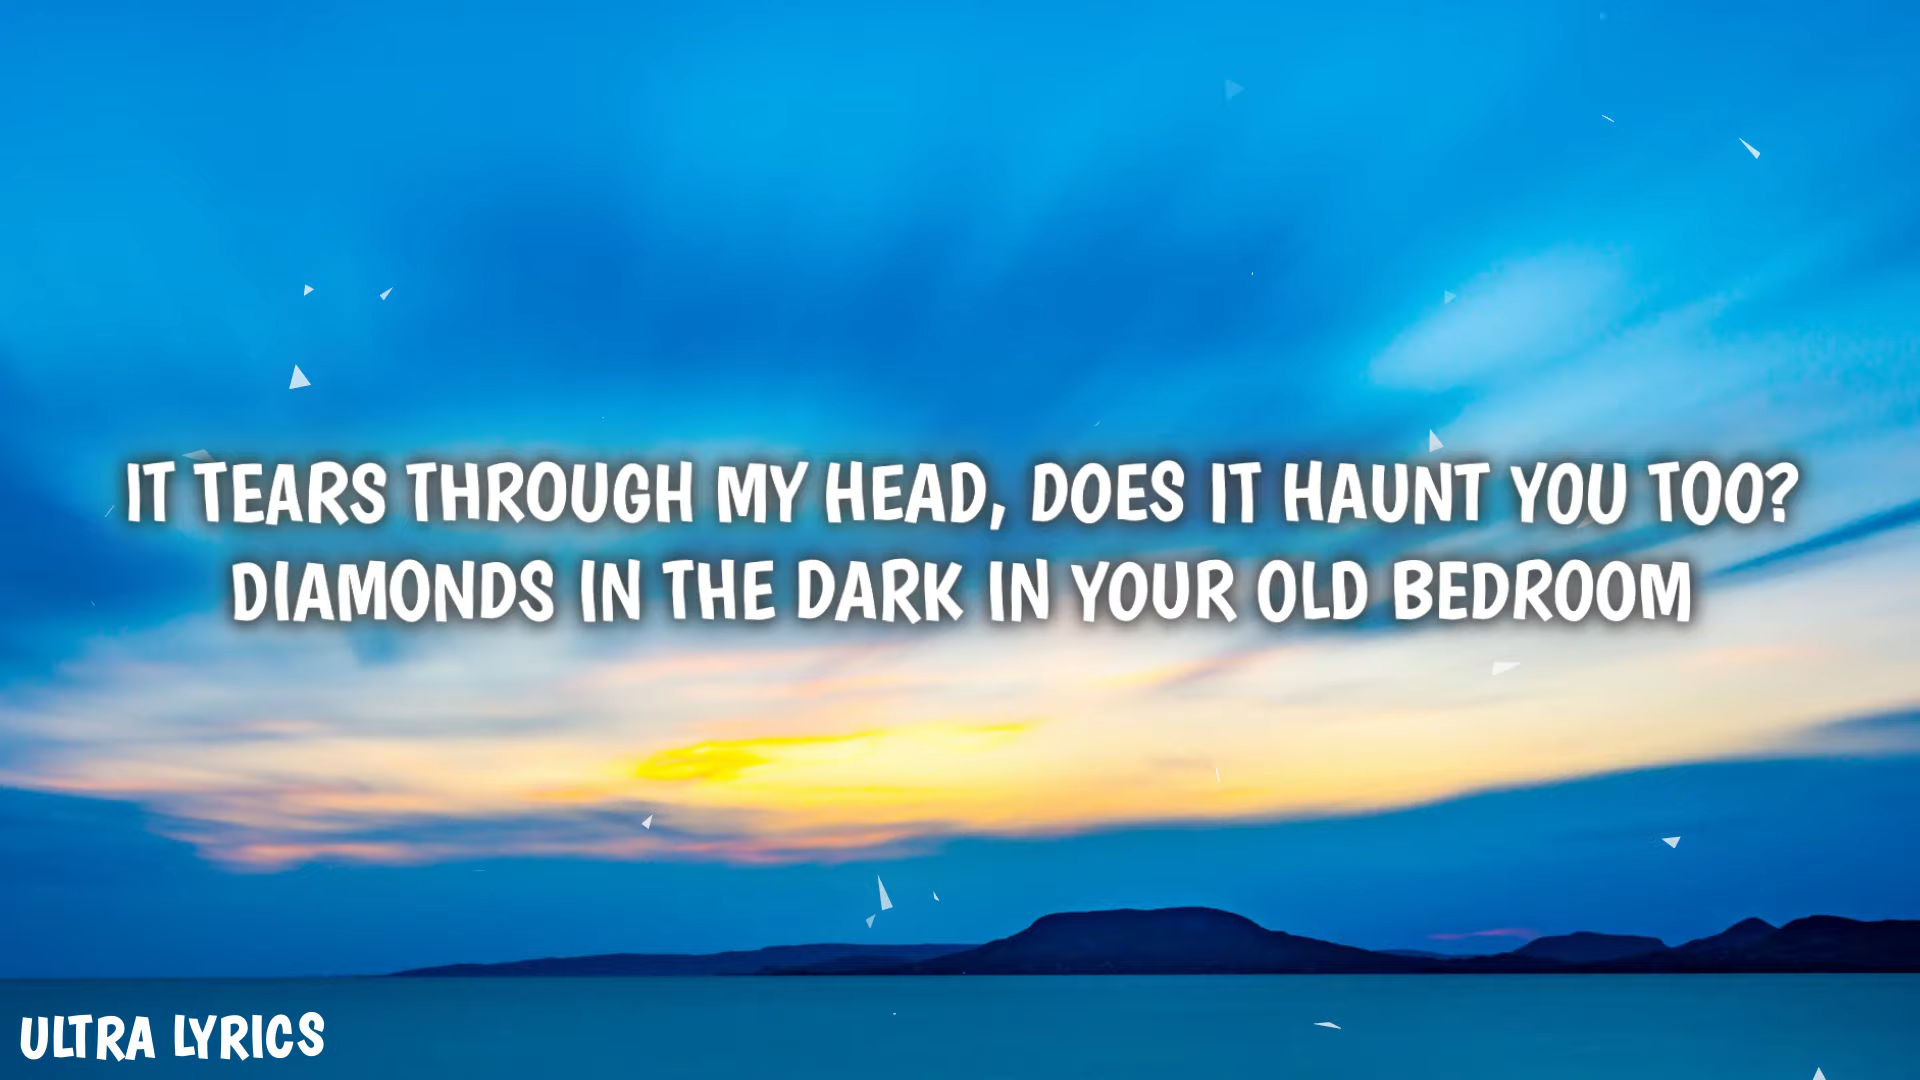 IT TEARS THROUGH MY HEAD, DOES IT HAUNT YOU TOO?
DIAMONDS IN THE DARK IN YOUR OLD BEDROOM
ULTRA LYRICS